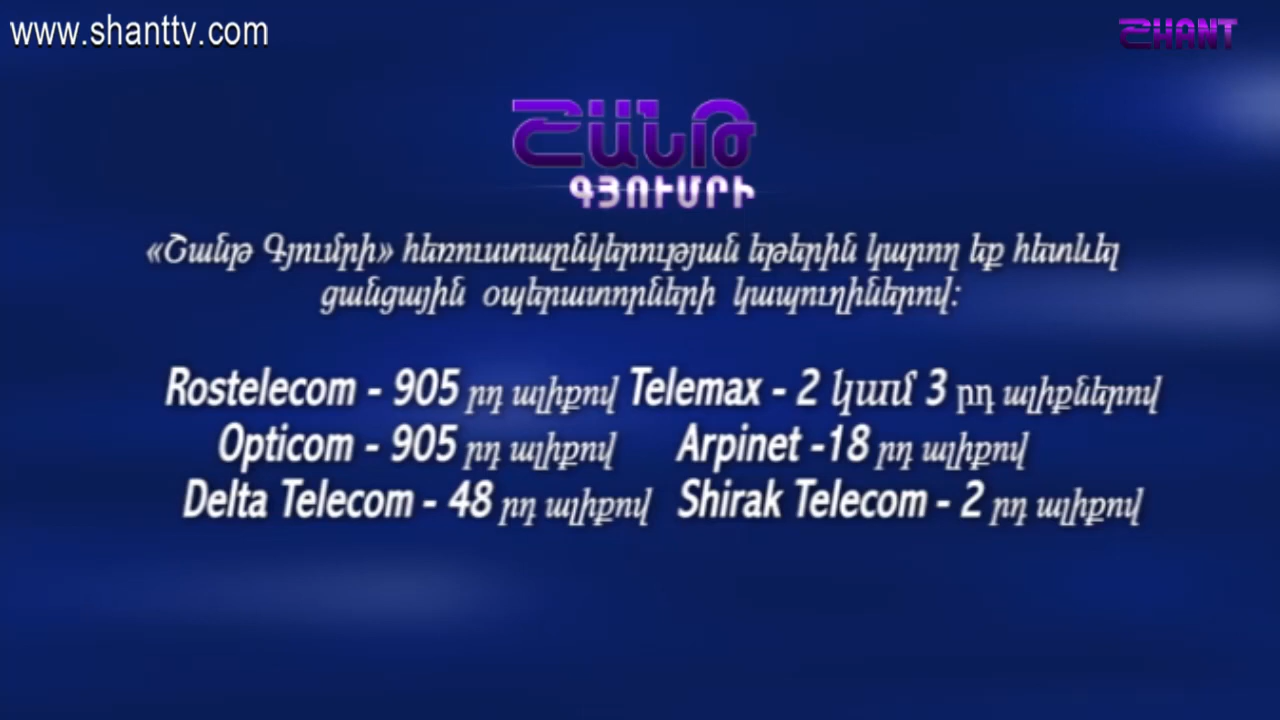 www.shanttv.com
SHANT
ՇԱՆԹ
ԳՅՈՒՄՐԻ
«Շանթ Գյումրի» հեռուստաընկերության եթերին կարող եք հետևել
ցանցային օպերատորների կապուղիներով:
Rostelecom - 905 րդ ալիքով Telemax - 2 կամ 3 րդ ալիքներով
Opticom - 905 րդ ալիքով Arpinet -18 րդ ալիքով
Delta Telecom - 48 րդ ալիքով Shirak Telecom - 2 րդ ալիքով